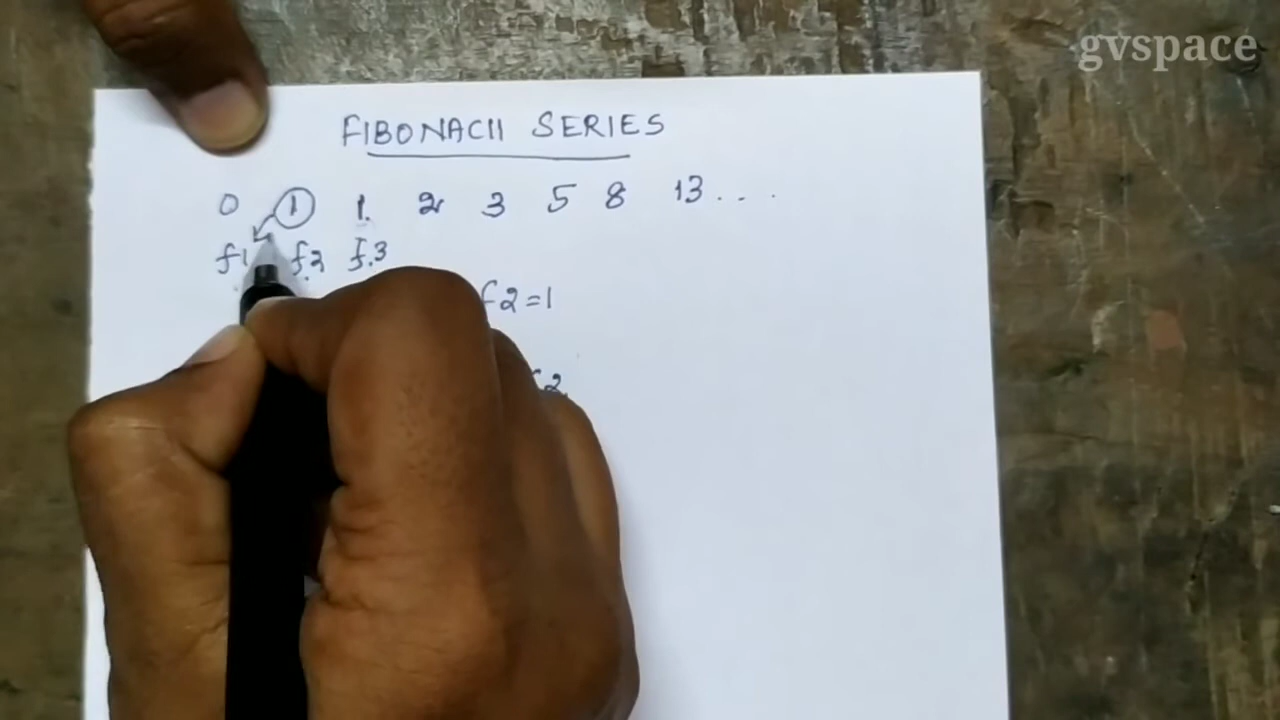 gvspace
FIBONACII SERIES
0 1 1. 2 3 5 8 13...
f1 f2 f3
f2=1